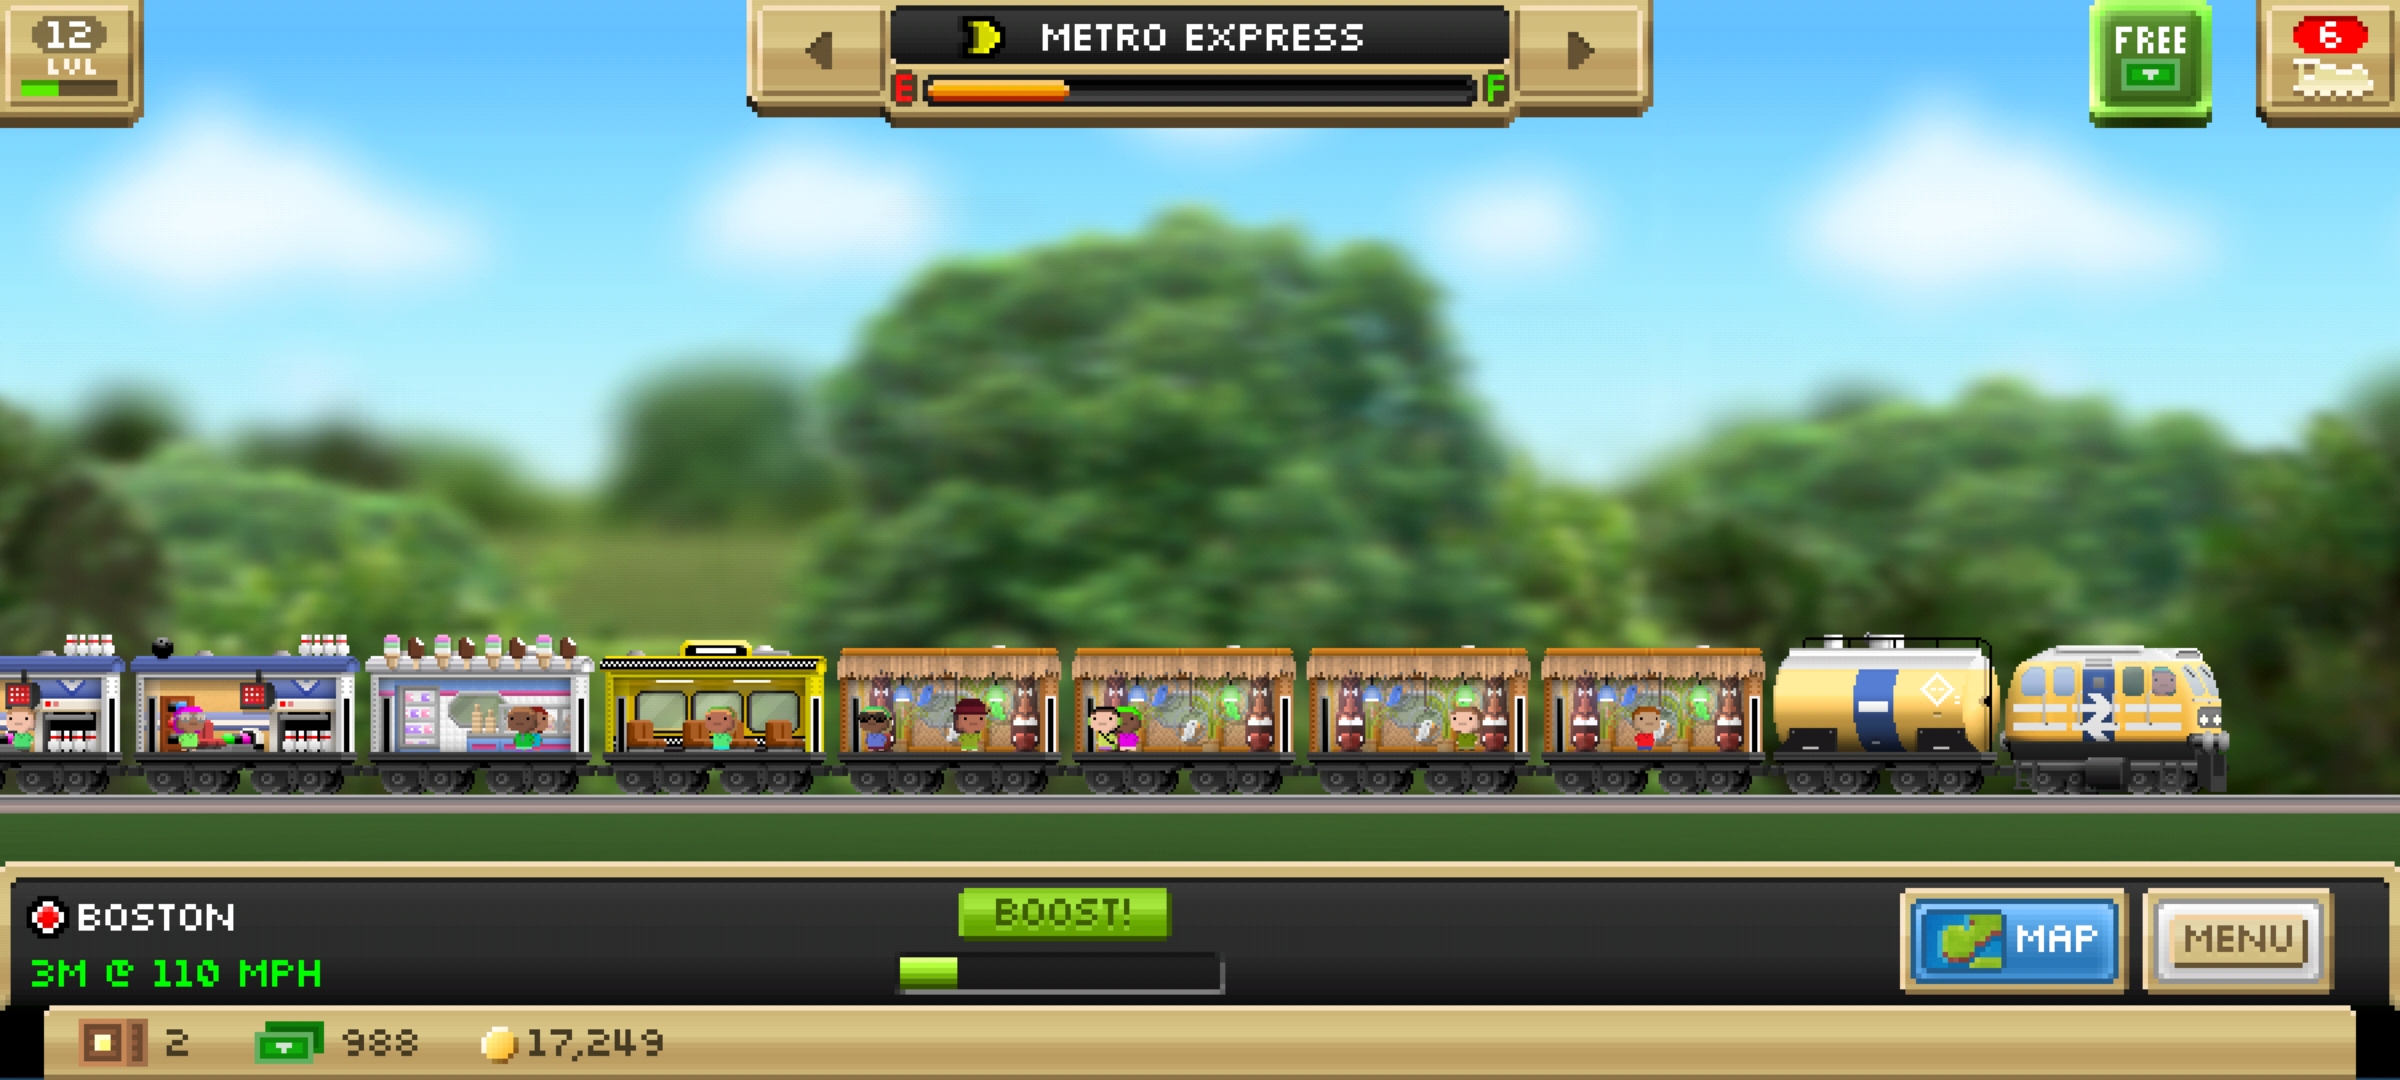 12
LVL
METRO EXPRESS
E F
FREE
6
BOSTON
3M @ 110 MPH
BOOST!
MAP
MENU
2 988 17,249